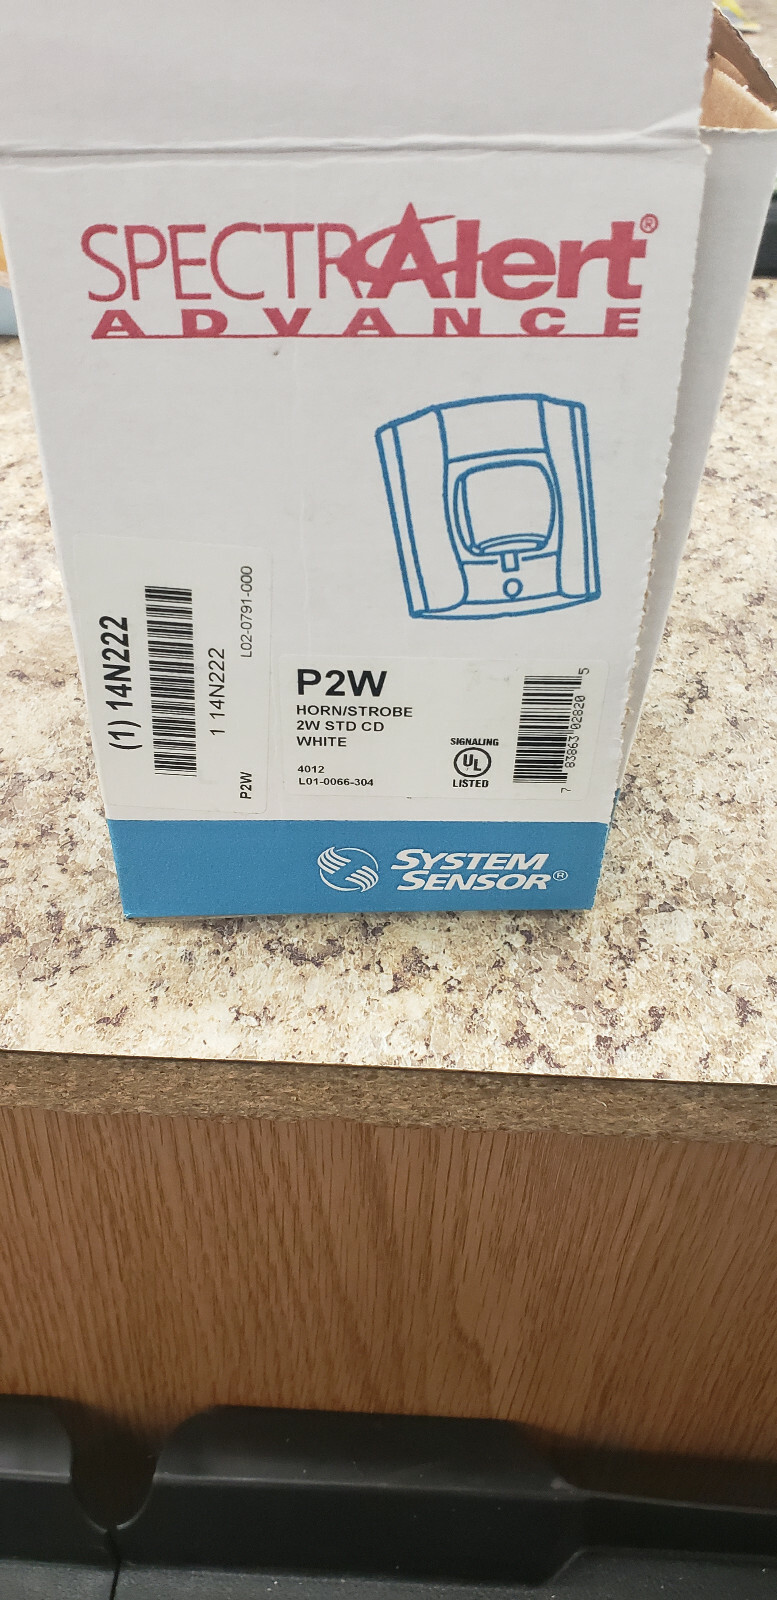 SPECTRAlert®
ADVANCE
(1) 14N222
1 14N222
L02-0791-000
P2W
P2W
HORN/STROBE
2W STD CD
WHITE
4012
L01-0066-304
SIGNALING
UL
LISTED
7 83863 02820 5
SYSTEM
SENSOR®